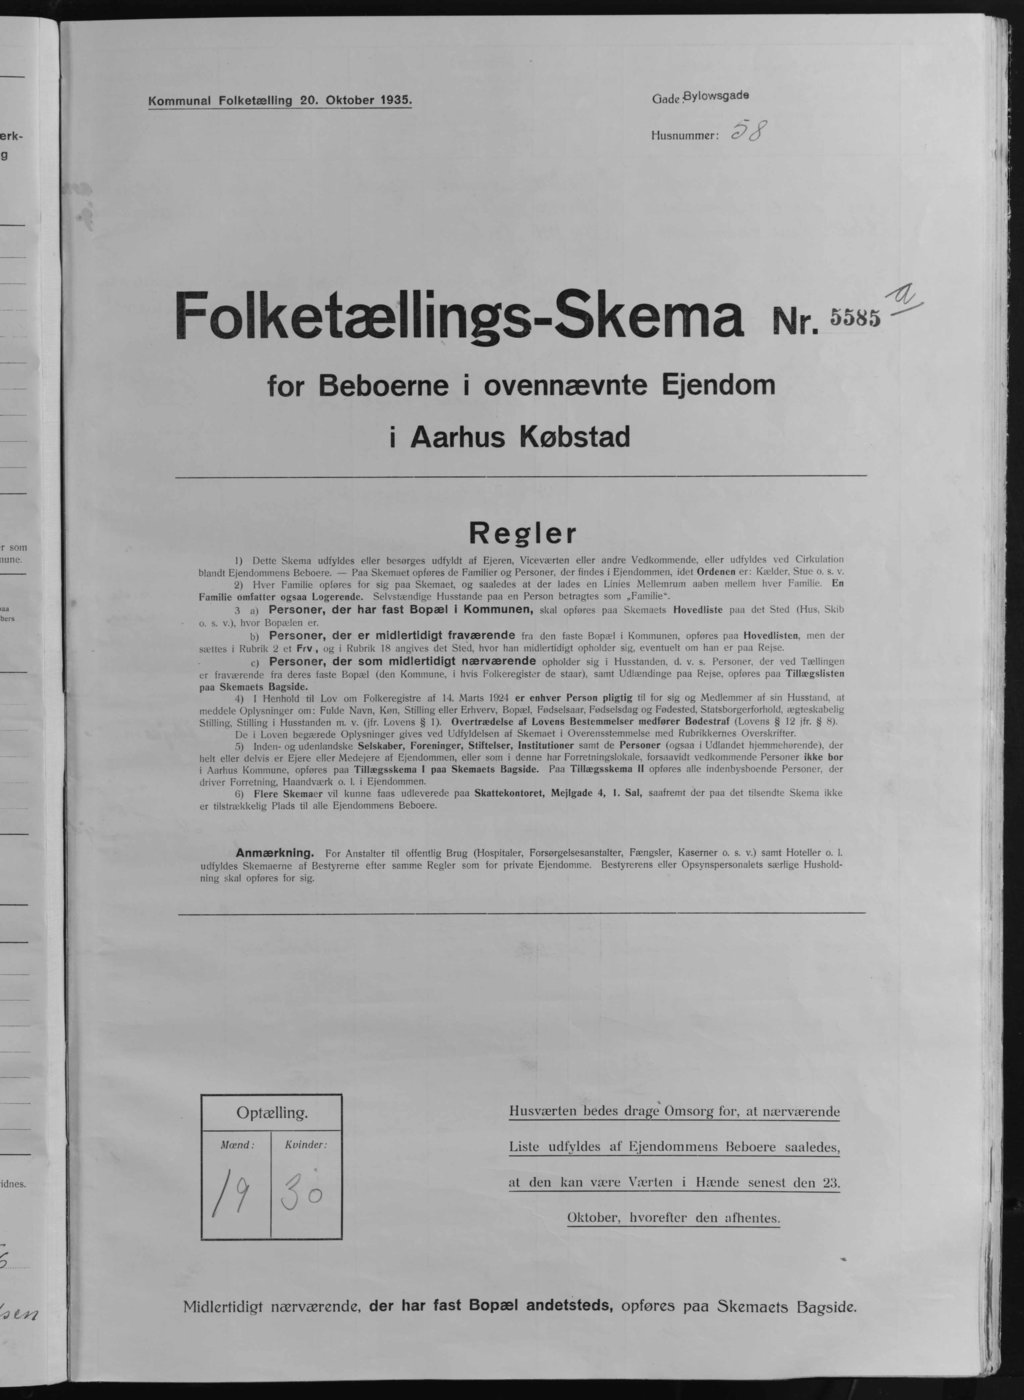 Kommunal Folketælling 20. Oktober 1935.
Gade: Bylowsgade
Husnummer: 58
Folketællings-Skema Nr. 5585 a
for Beboerne i ovennævnte Ejendom
i Aarhus Købstad
Regler
1) Dette Skema udfyldes eller besørges udfyldt af Ejeren, Viceværten eller andre Vedkommende, eller udfyldes ved Cirkulation
blandt Ejendommens Beboere. — Paa Skemaet opføres de Familier og Personer, der findes i Ejendommen, idet Ordenen er: Kælder, Stue o. s. v.
2) Hver Familie opføres for sig paa Skemaet, og saaledes at der lades en Linies Mellemrum aaben mellem hver Familie. En
Familie omfatter ogsaa Logerende. Selvstændige Husstande paa en Person betragtes som „Familie“.
3 a) Personer, der har fast Bopæl i Kommunen, skal opføres paa Skemaets Hovedliste paa det Sted (Hus, Skib
o. s. v.), hvor Bopælen er.
b) Personer, der er midlertidigt fraværende fra den faste Bopæl i Kommunen, opføres paa Hovedlisten, men der
sættes i Rubrik 2 et Frv, og i Rubrik 18 angives det Sted, hvor han midlertidigt opholder sig, eventuelt om han er paa Rejse.
c) Personer, der som midlertidigt nærværende opholder sig i Husstanden, d. v. s. Personer, der ved Tællingen
er fraværende fra deres faste Bopæl (den Kommune, i hvis Folkeregister de staar), samt Udlændinge paa Rejse, opføres paa Tillægslisten
paa Skemaets Bagside.
4) I Henhold til Lov om Folkeregistre af 14. Marts 1924 er enhver Person pligtig til for sig og Medlemmer af sin Husstand, at
meddele Oplysninger om: Fulde Navn, Køn, Stilling eller Erhverv, Bopæl, Fødselsaar, Fødselsdag og Fødested, Statsborgerforhold, ægteskabelig
Stilling, Stilling i Husstanden m. v. (jfr. Lovens § 1). Overtrædelse af Lovens Bestemmelser medfører Bødestraf (Lovens § 12 jfr. § 8).
De i Loven begærede Oplysninger gives ved Udfyldelsen af Skemaet i Overensstemmelse med Rubrikkernes Overskrifter.
5) Inden- og udenlandske Selskaber, Foreninger, Stiftelser, Institutioner samt de Personer (ogsaa i Udlandet hjemmehørende), der
helt eller delvis er Ejere eller Medejere af Ejendommen, eller som i denne har Forretningslokale, forsaavidt vedkommende Personer ikke bor
i Aarhus Kommune, opføres paa Tillægsskema I paa Skemaets Bagside. Paa Tillægsskema II opføres alle indenbysboende Personer, der
driver Forretning, Haandværk o. l. i Ejendommen.
6) Flere Skemaer vil kunne faas udleverede paa Skattekontoret, Mejlgade 4, 1. Sal, saafremt der paa det tilsendte Skema ikke
er tilstrækkelig Plads til alle Ejendommens Beboere.
Anmærkning. For Anstalter til offentlig Brug (Hospitaler, Forsørgelsesanstalter, Fængsler, Kaserner o. s. v.) samt Hoteller o. l.
udfyldes Skemaerne af Bestyrerne efter samme Regler som for private Ejendomme. Bestyrerens eller Opsynspersonalets særlige Hushold-
ning skal opføres for sig.
Optælling.
Mænd: Kvinder:
19 30
Husværten bedes drage Omsorg for, at nærværende
Liste udfyldes af Ejendommens Beboere saaledes,
at den kan være Værten i Hænde senest den 23.
Oktober, hvorefter den afhentes.
Midlertidigt nærværende, der har fast Bopæl andetsteds, opføres paa Skemaets Bagside.